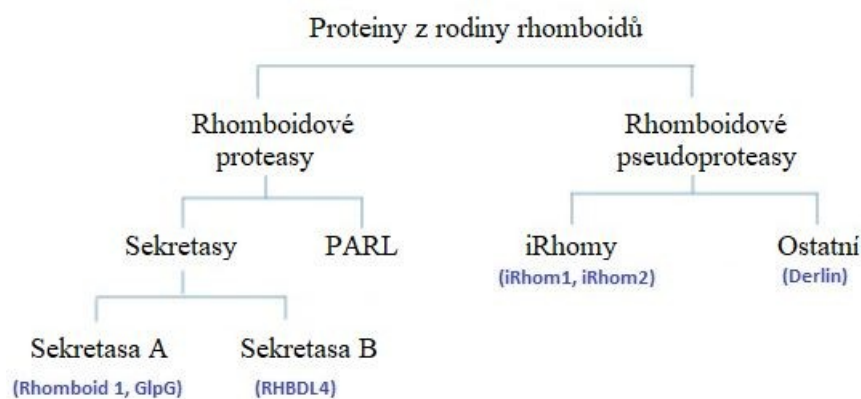 Proteiny z rodiny rhomboidů
Rhomboidové
proteasy
Rhomboidové
pseudoproteasy
Sekretasy
PARL
iRhomy
Ostatní
(iRhom1, iRhom2)
(Derlin)
Sekretasa A
Sekretasa B
(Rhomboid 1, GlpG)
(RHBDL4)